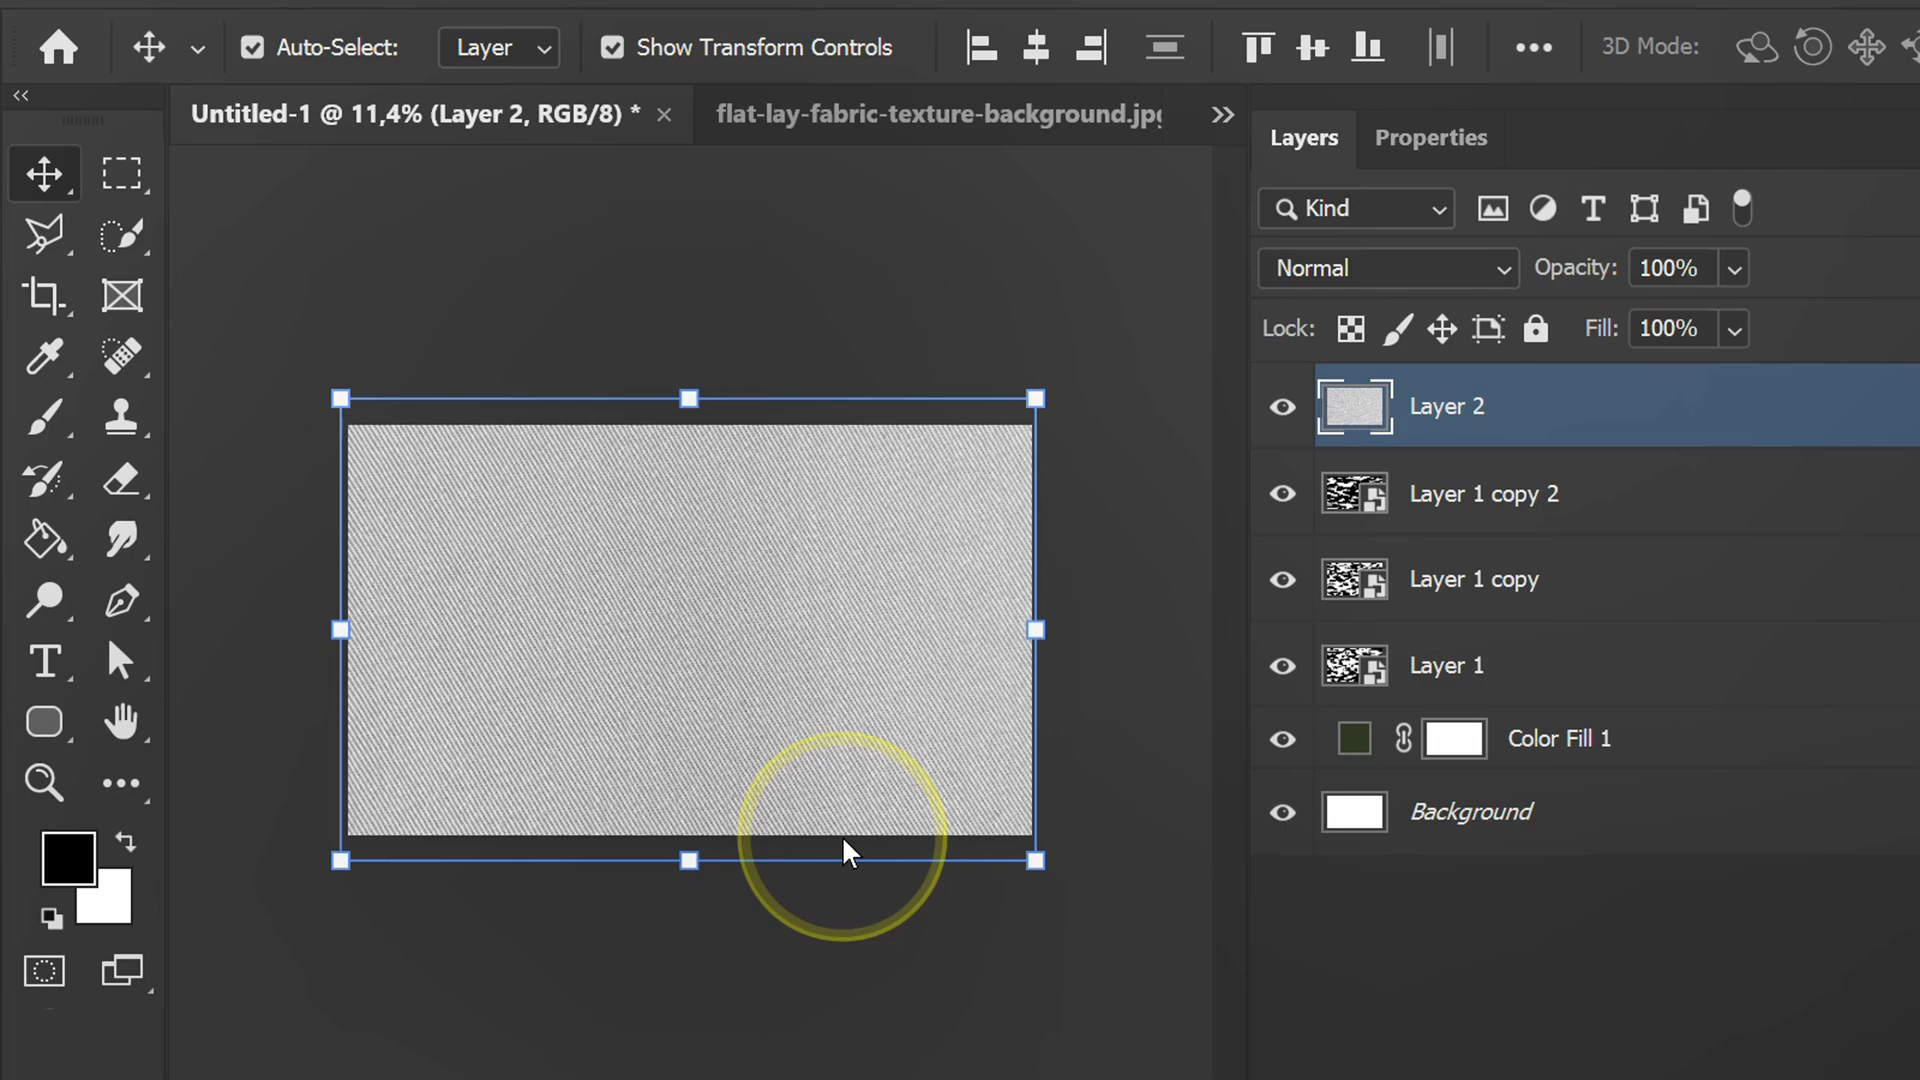 Auto-Select: Layer Show Transform Controls 3D Mode:
Untitled-1 @ 11,4% (Layer 2, RGB/8) * flat-lay-fabric-texture-background.jpg
Layers Properties
Kind
Normal Opacity: 100%
Lock: Fill: 100%
Layer 2
Layer 1 copy 2
Layer 1 copy
Layer 1
Color Fill 1
Background